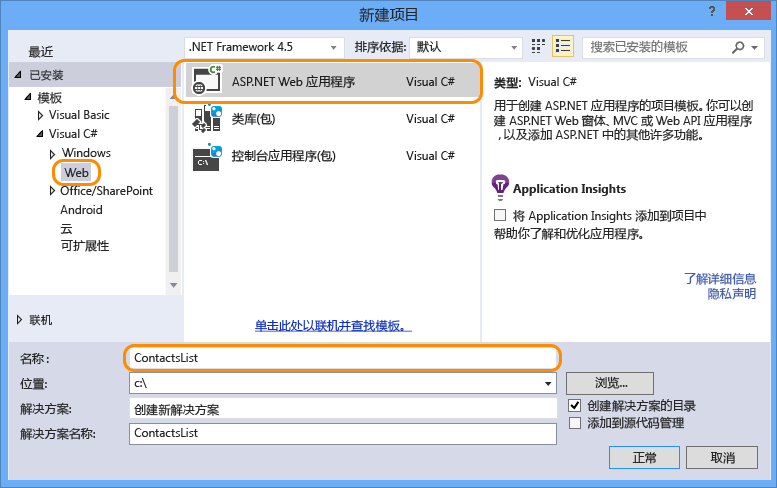 新建项目
?
最近
.NET Framework 4.5
排序依据:
默认
搜索已安装的模板
已安装
模板
Visual Basic
Visual C#
Windows
Web
Office/SharePoint
Android
云
可扩展性
联机
ASP.NET Web 应用程序 Visual C#
类库(包) Visual C#
C#
控制台应用程序(包) Visual C#
C:\
单击此处以联机并查找模板。
类型: Visual C#
用于创建 ASP.NET 应用程序的项目模板。你可以创
建 ASP.NET Web 窗体、MVC 或 Web API 应用程序
,以及添加 ASP.NET 中的其他许多功能。
Application Insights
将 Application Insights 添加到项目中
帮助你了解和优化应用程序。
了解详细信息
隐私声明
名称: ContactsList
位置: c:\ 浏览...
解决方案: 创建新解决方案 创建解决方案的目录
添加到源代码管理
解决方案名称: ContactsList
正常 取消